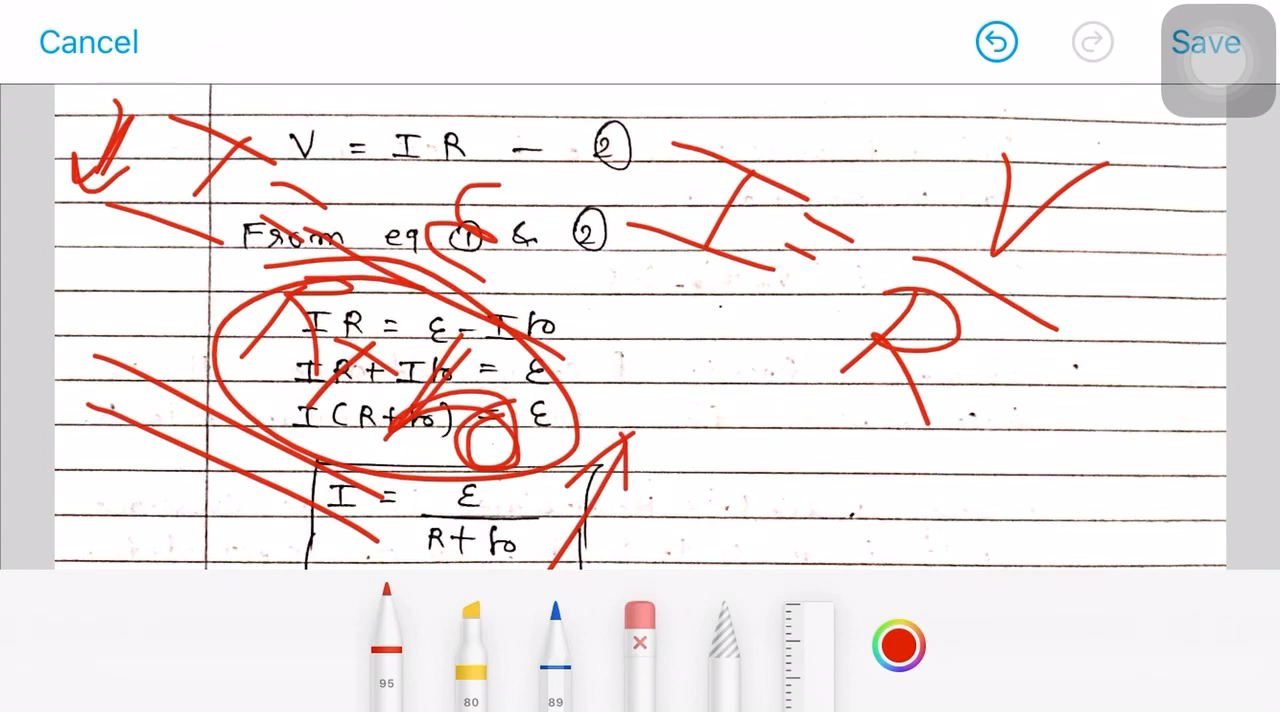 Cancel Save
V = I R - ②
From eq ① & ②
I R = ε - I r₀
I R + I r₀ = ε
I (R + r₀) = ε
I = ε / R + r₀
I = V
R
95 80 89